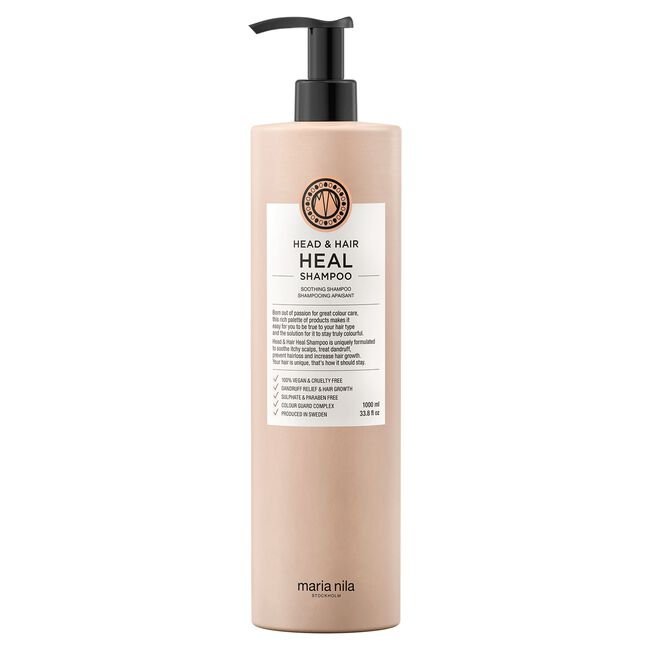 HEAD & HAIR
HEAL
SHAMPOO
SOOTHING SHAMPOO
SHAMPOOING APAISANT
Born out of passion for great colour care,
this rich palette of products makes it
easy for you to be true to your hair type
and the solution for it to stay truly colourful.
Head & Hair Heal Shampoo is uniquely formulated
to soothe itchy scalps, treat dandruff,
prevent hairloss and increase hair growth.
Your hair is unique, that's how it should stay.
✓ 100% VEGAN & CRUELTY FREE
✓ DANDRUFF RELIEF & HAIR GROWTH
✓ SULPHATE & PARABEN FREE
✓ COLOUR GUARD COMPLEX
✓ PRODUCED IN SWEDEN
1000 ml
33.8 fl oz
maria nila
STOCKHOLM